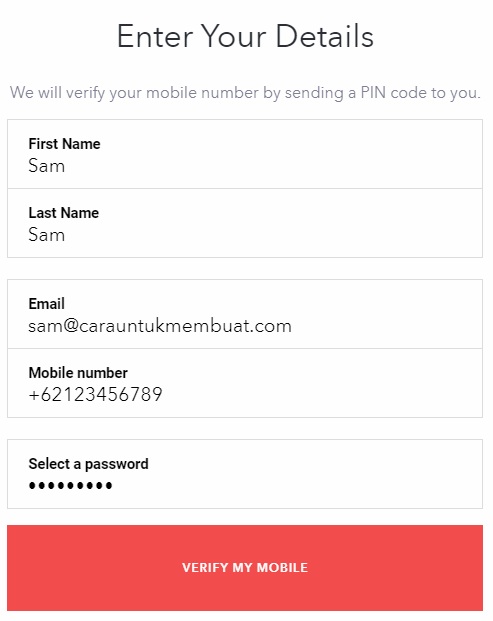 Enter Your Details
We will verify your mobile number by sending a PIN code to you.
First Name
Sam
Last Name
Sam
Email
sam@carauntukmembuat.com
Mobile number
+62123456789
Select a password
•••••••••
VERIFY MY MOBILE